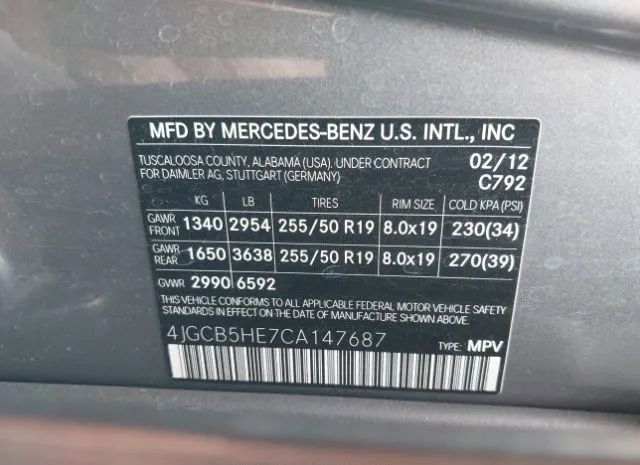 MFD BY MERCEDES-BENZ U.S. INTL., INC
TUSCALOOSA COUNTY, ALABAMA (USA), UNDER CONTRACT 02/12
FOR DAIMLER AG, STUTTGART (GERMANY) C792
KG LB TIRES RIM SIZE COLD KPA (PSI)
GAWR FRONT 1340 2954 255/50 R19 8.0x19 230(34)
GAWR REAR 1650 3638 255/50 R19 8.0x19 270(39)
GVWR 2990 6592
THIS VEHICLE CONFORMS TO ALL APPLICABLE FEDERAL MOTOR VEHICLE SAFETY
STANDARDS IN EFFECT ON THE DATE OF MANUFACTURE SHOWN ABOVE.
4JGCB5HE7CA147687 TYPE: MPV